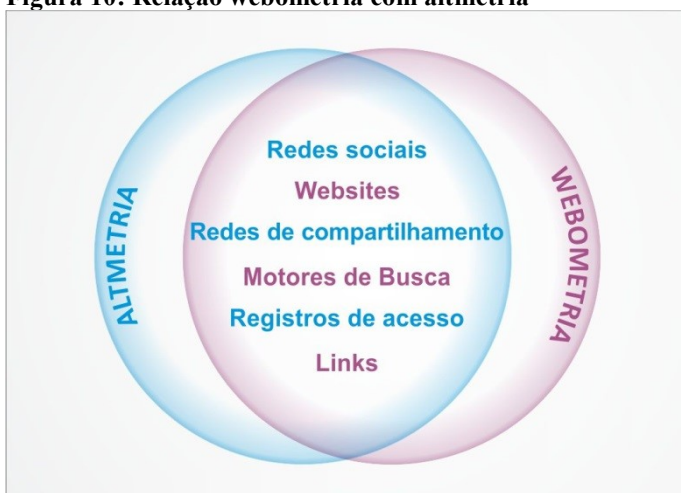 Figura 10: Relação webometria com altmetria
Redes sociais
Websites
Redes de compartilhamento
Motores de Busca
Registros de acesso
Links
ALTMETRIA
WEBOMETRIA